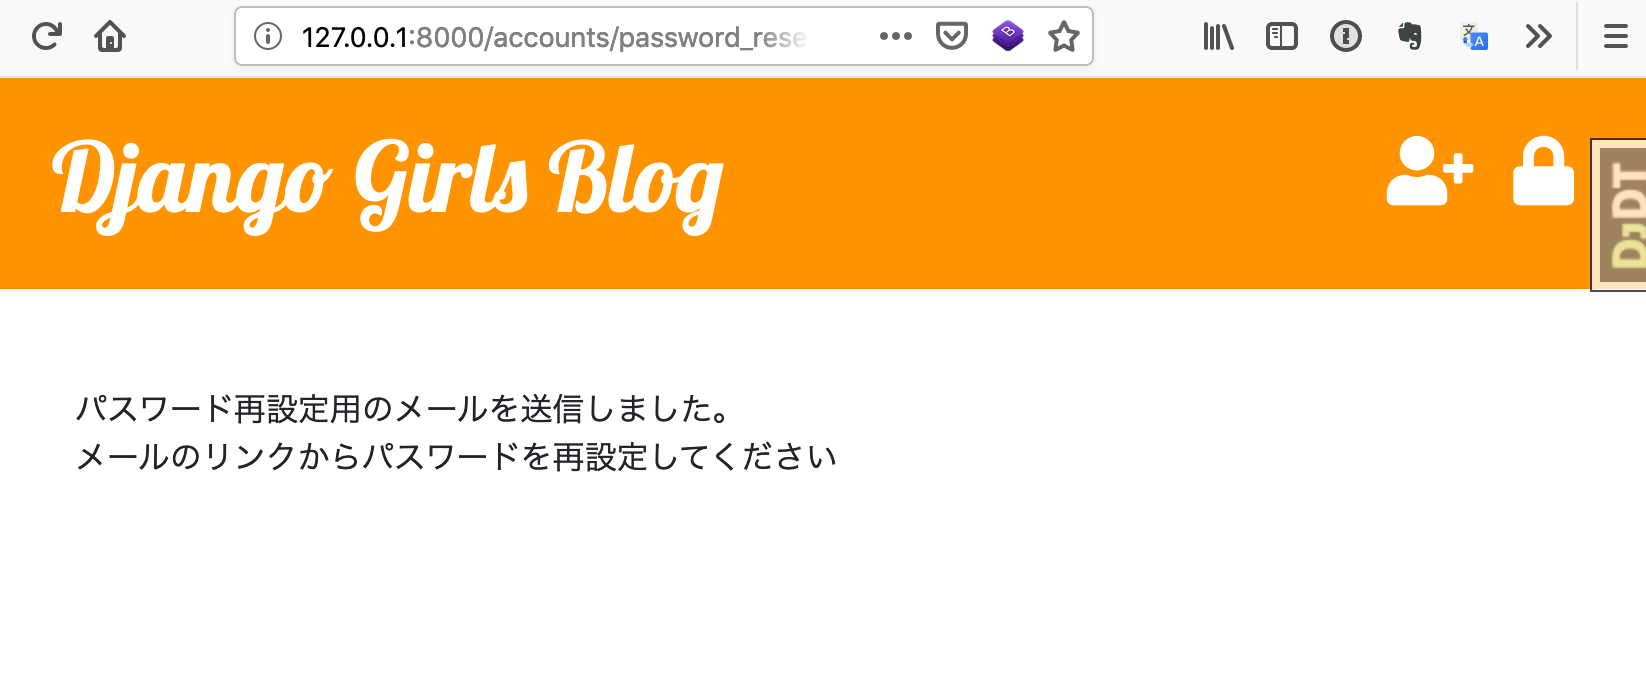 127.0.0.1:8000/accounts/password_rese
Django Girls Blog
DjDT
パスワード再設定用のメールを送信しました。
メールのリンクからパスワードを再設定してください